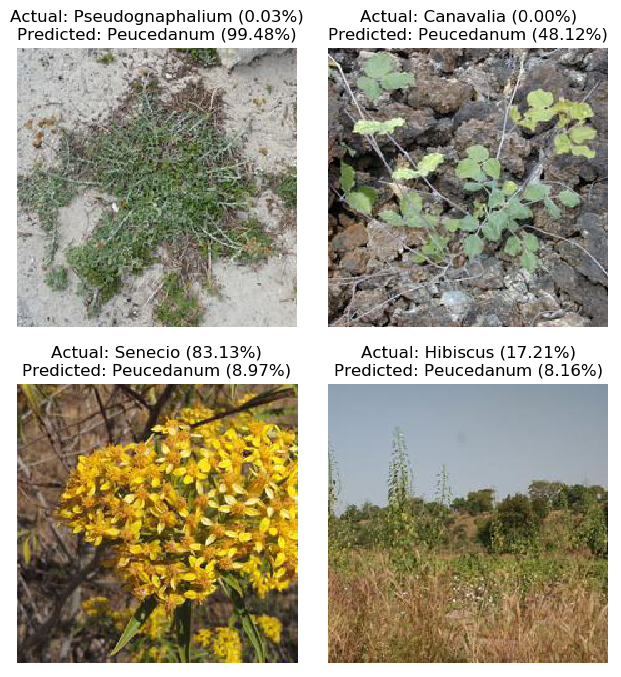 Actual: Pseudognaphalium (0.03%)
Predicted: Peucedanum (99.48%)
Actual: Canavalia (0.00%)
Predicted: Peucedanum (48.12%)
Actual: Senecio (83.13%)
Predicted: Peucedanum (8.97%)
Actual: Hibiscus (17.21%)
Predicted: Peucedanum (8.16%)